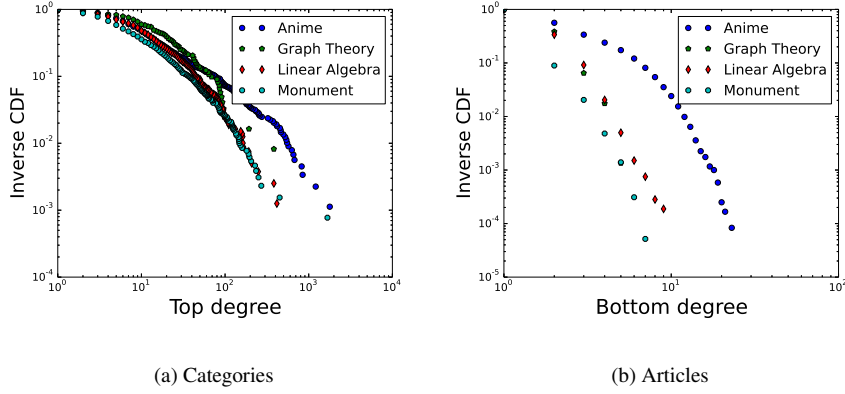 10^0
10^-1
10^-2
10^-3
10^-4
Inverse CDF
10^0 10^1 10^2 10^3 10^4
Top degree
Anime
Graph Theory
Linear Algebra
Monument
(a) Categories
10^0
10^-1
10^-2
10^-3
10^-4
10^-5
Inverse CDF
10^0 10^1 10^2
Bottom degree
Anime
Graph Theory
Linear Algebra
Monument
(b) Articles